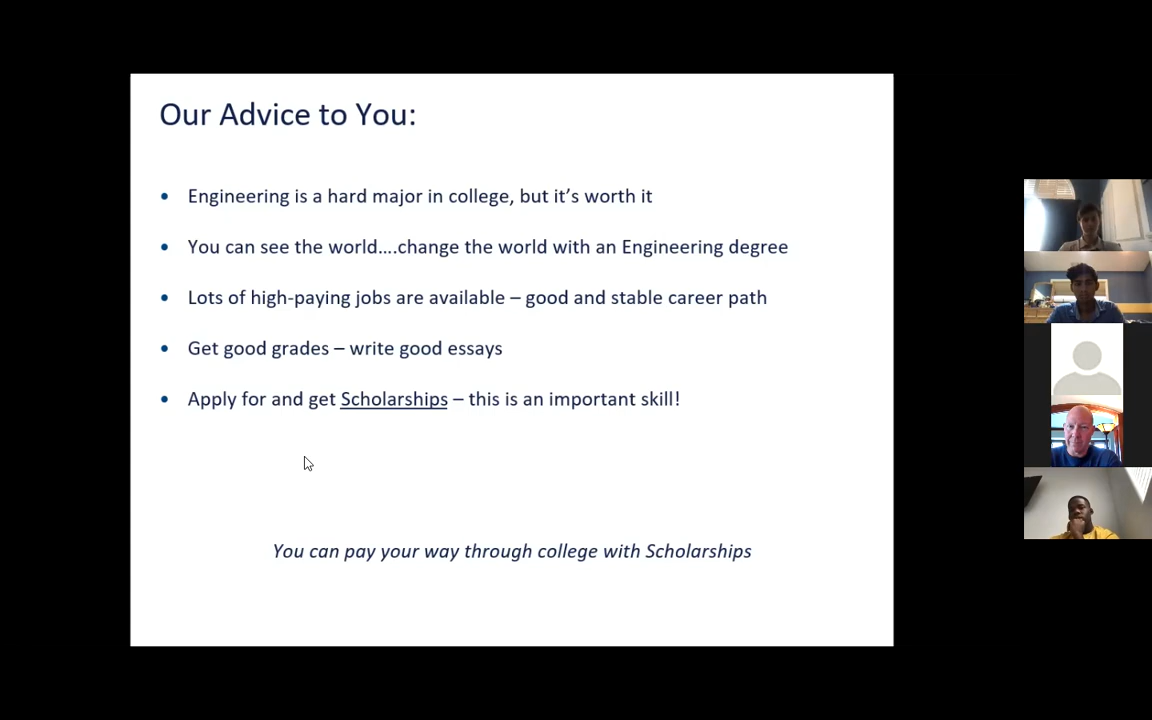 Our Advice to You:
• Engineering is a hard major in college, but it’s worth it
• You can see the world….change the world with an Engineering degree
• Lots of high-paying jobs are available – good and stable career path
• Get good grades – write good essays
• Apply for and get Scholarships – this is an important skill!
You can pay your way through college with Scholarships